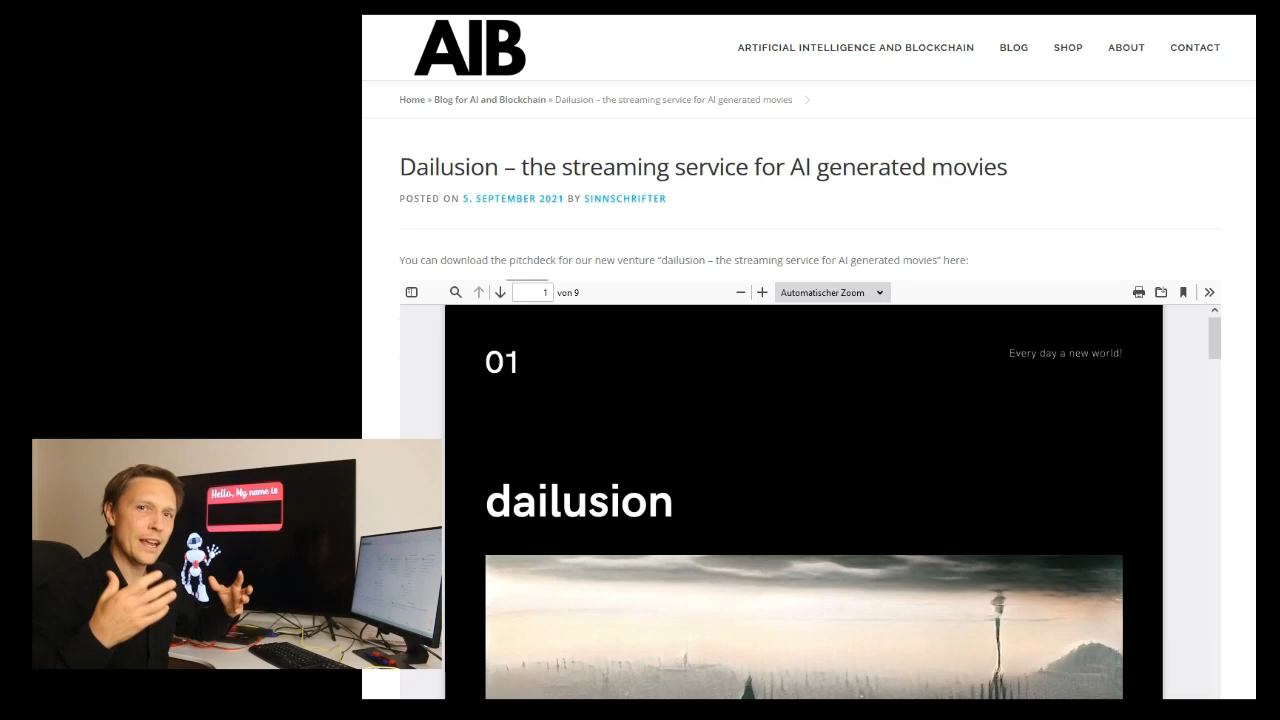 AIB
ARTIFICIAL INTELLIGENCE AND BLOCKCHAIN BLOG SHOP ABOUT CONTACT
Home » Blog for AI and Blockchain » Dailusion – the streaming service for AI generated movies
Dailusion – the streaming service for AI generated movies
POSTED ON 5. SEPTEMBER 2021 BY SINNSCHRIFTER
You can download the pitchdeck for our new venture “dailusion – the streaming service for AI generated movies” here:
1 von 9 Automatischer Zoom
01
Every day a new world!
dailusion
Hello, My name is